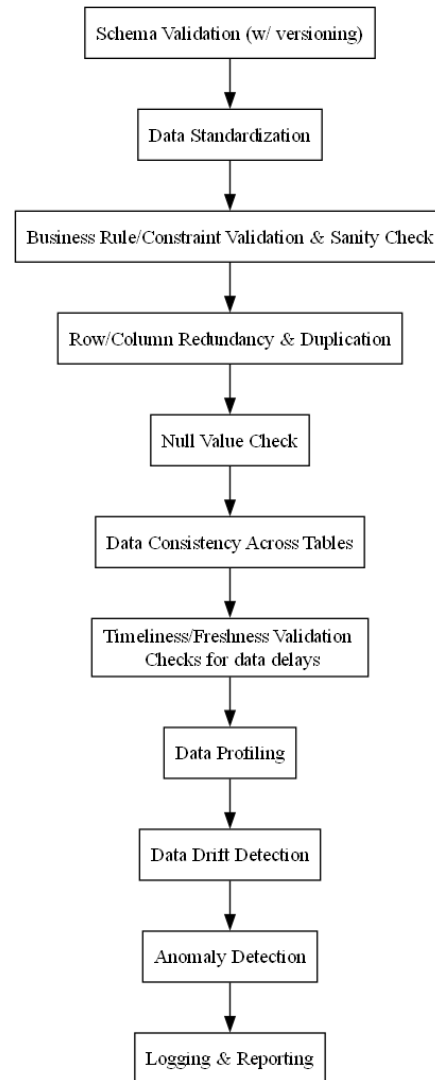 Schema Validation (w/ versioning)
Data Standardization
Business Rule/Constraint Validation & Sanity Check
Row/Column Redundancy & Duplication
Null Value Check
Data Consistency Across Tables
Timeliness/Freshness Validation
Checks for data delays
Data Profiling
Data Drift Detection
Anomaly Detection
Logging & Reporting